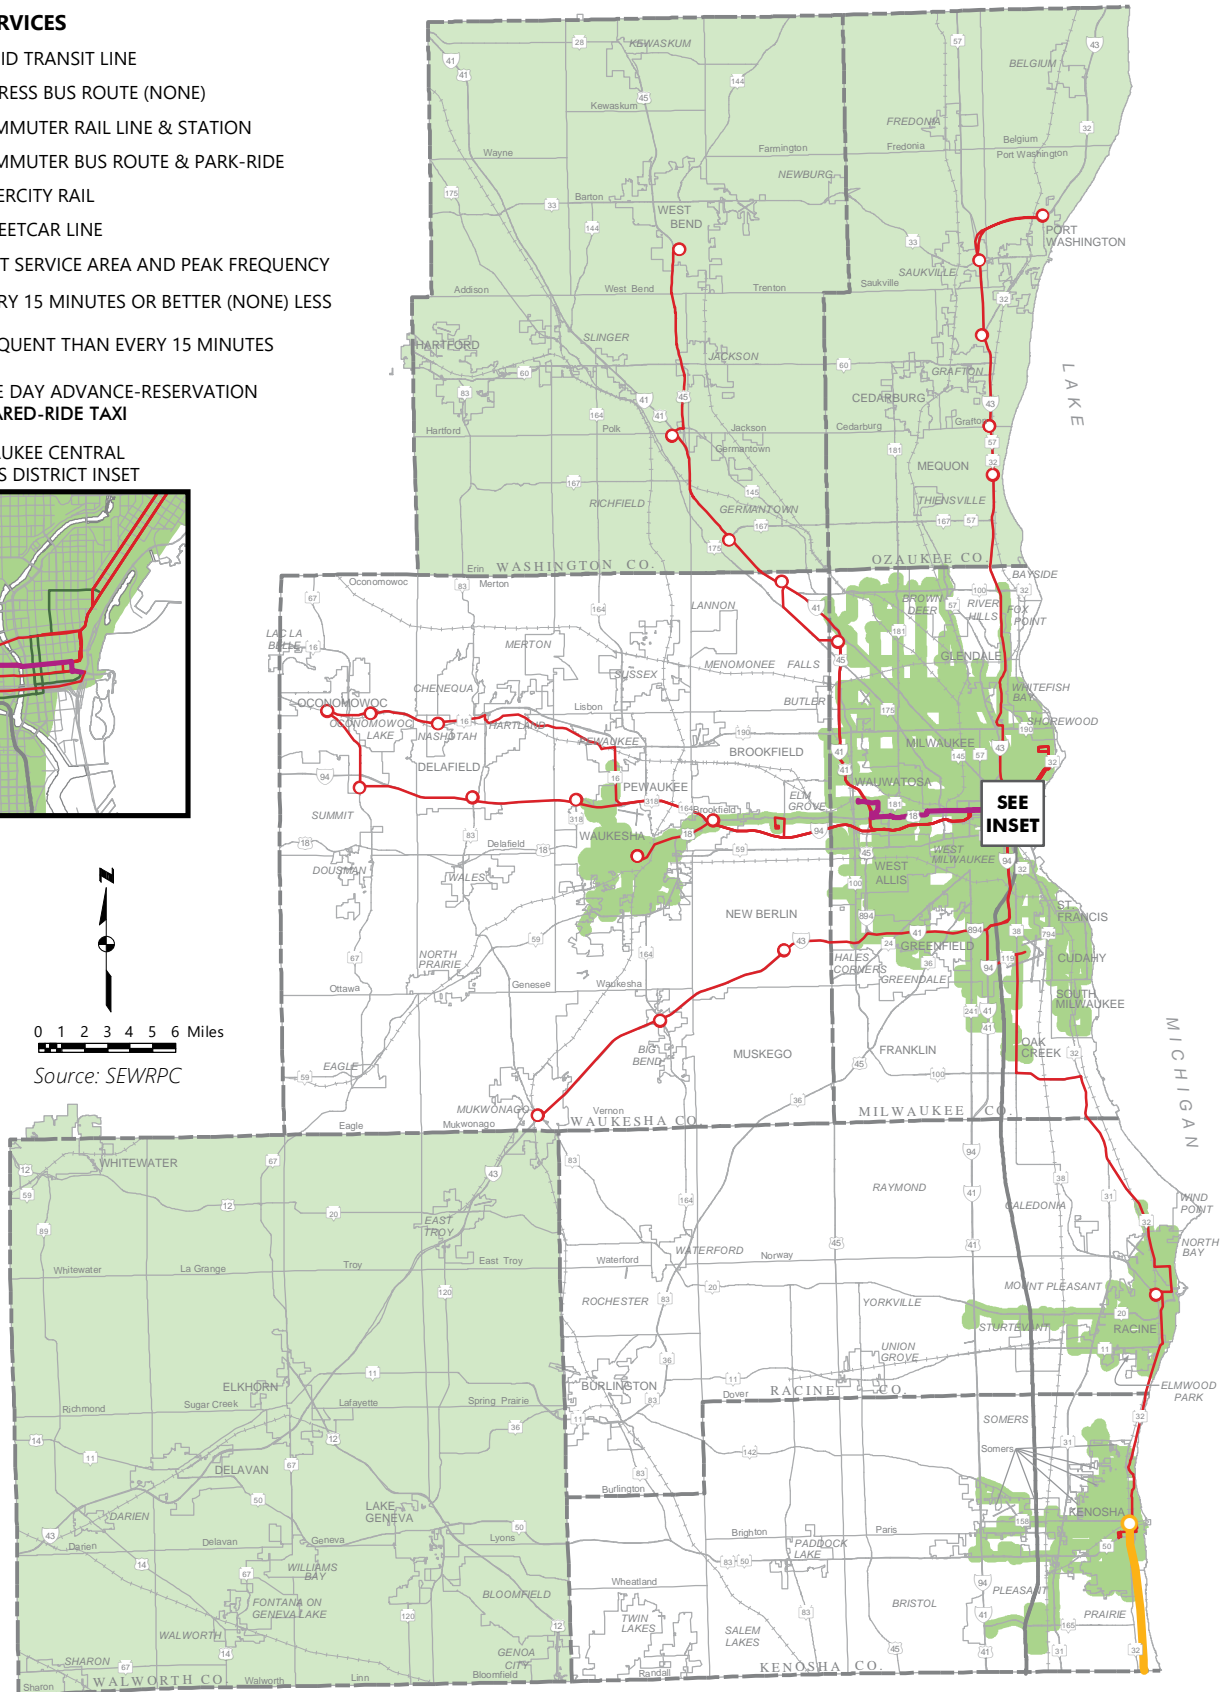 RVICES
ID TRANSIT LINE
RESS BUS ROUTE (NONE)
MMUTER RAIL LINE & STATION
MMUTER BUS ROUTE & PARK-RIDE
ERCITY RAIL
EETCAR LINE
T SERVICE AREA AND PEAK FREQUENCY
RY 15 MINUTES OR BETTER (NONE) LESS
QUENT THAN EVERY 15 MINUTES
E DAY ADVANCE-RESERVATION
ARED-RIDE TAXI
AUKEE CENTRAL
S DISTRICT INSET
0 1 2 3 4 5 6 Miles
Source: SEWRPC
N
KEWASKUM
Kewaskum
Wayne
Farmington
NEWBURG
Barton
WEST
BEND
Addison
West Bend
Trenton
HARTFORD
SLINGER
JACKSON
Hartford
Polk
Jackson
Germantown
RICHFIELD
GERMANTOWN
Erin
WASHINGTON CO.
BELGIUM
FREDONIA
Fredonia
Belgium
Port Washington
PORT
WASHINGTON
SAUKVILLE
Saukville
GRAFTON
CEDARBURG
Cedarburg
Grafton
MEQUON
THIENSVILLE
OZAUKEE CO.
LAKE
MICHIGAN
Oconomowoc
Merton
LAC LA
BELLE
MERTON
LANNON
CHENEQUA
SUSSEX
MENOMONEE FALLS
OCONOMOWOC
OCONOMOWOC
LAKE
NASHOTAH
HARTLAND
Lisbon
BUTLER
PEWAUKEE
BROOKFIELD
DELAFIELD
PEWAUKEE
Brookfield
ELM
GROVE
SUMMIT
WAUKESHA
Delafield
DOUSMAN
WALES
NEW BERLIN
NORTH
PRAIRIE
Ottawa
Genesee
Waukesha
BIG
BEND
MUSKEGO
EAGLE
Eagle
MUKWONAGO
Mukwonago
Vernon
WAUKESHA CO.
BAYSIDE
BROWN
DEER
RIVER
HILLS
FOX
POINT
GLENDALE
WHITEFISH
BAY
SHOREWOOD
MILWAUKEE
WAUWATOSA
SEE
INSET
WEST
MILWAUKEE
WEST
ALLIS
ST.
FRANCIS
GREENFIELD
HALES
CORNERS
GREENDALE
CUDAHY
SOUTH
MILWAUKEE
FRANKLIN
OAK
CREEK
MILWAUKEE CO.
WHITEWATER
EAST
TROY
Whitewater
La Grange
Troy
East Troy
ELKHORN
Richmond
Sugar Creek
Lafayette
Spring Prairie
DELAVAN
LAKE
GENEVA
DARIEN
Darien
Delavan
Geneva
Lyons
WILLIAMS
BAY
FONTANA ON
GENEVA LAKE
BLOOMFIELD
WALWORTH
SHARON
GENOA
CITY
Sharon
WALWORTH CO.
Walworth
Linn
Bloomfield
RAYMOND
CALEDONIA
WIND
POINT
NORTH
BAY
WATERFORD
Waterford
Norway
ROCHESTER
YORKVILLE
MOUNT PLEASANT
STURTEVANT
RACINE
UNION
GROVE
BURLINGTON
Dover
RACINE CO.
ELMWOOD
PARK
Burlington
SOMERS
Somers
KENOSHA
Brighton
Paris
PADDOCK
LAKE
Wheatland
TWIN
LAKES
SALEM
LAKES
BRISTOL
PLEASANT
PRAIRIE
Randall
KENOSHA CO.